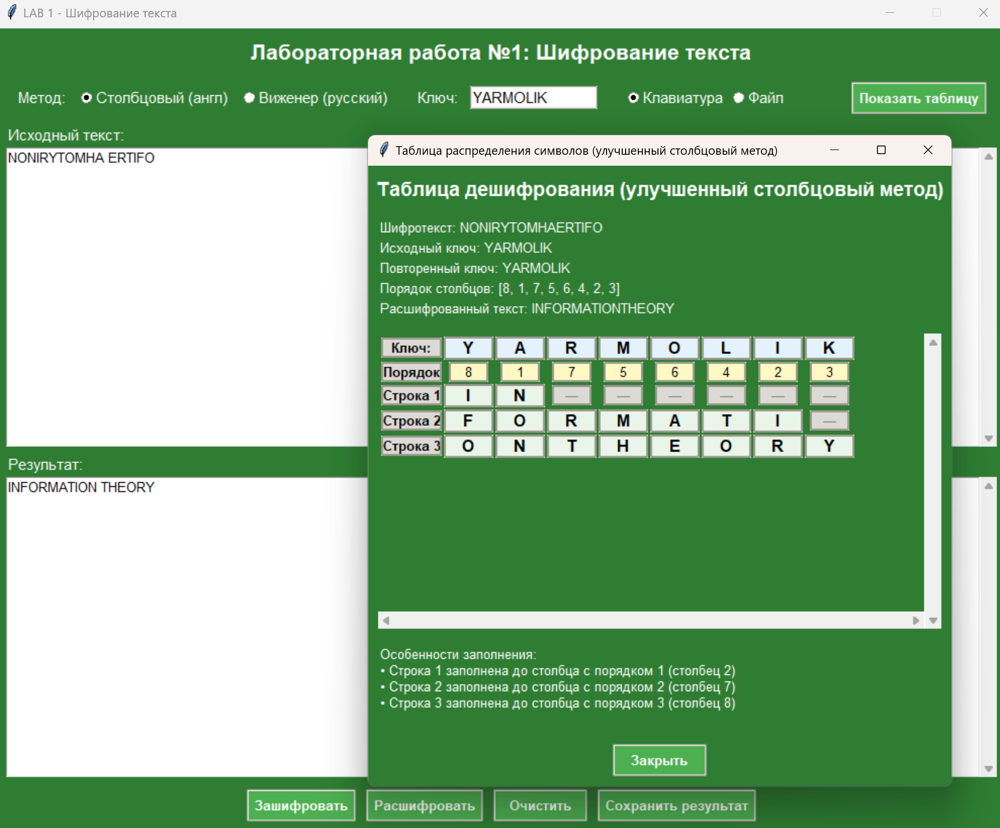 LAB 1 - Шифрование текста
Лабораторная работа №1: Шифрование текста
Метод: Столбцовый (англ) Виженер (русский) Ключ: YARMOLIK Клавиатура Файл Показать таблицу
Исходный текст:
NONIRYTOMHA ERTIFO
Таблица распределения символов (улучшенный столбцовый метод)
Таблица дешифрования (улучшенный столбцовый метод)
Шифротекст: NONIRYTOMHAERTIFO
Исходный ключ: YARMOLIK
Повторенный ключ: YARMOLIK
Порядок столбцов: [8, 1, 7, 5, 6, 4, 2, 3]
Расшифрованный текст: INFORMATIONTHEORY
Ключ: Y A R M O L I K
Порядок 8 1 7 5 6 4 2 3
Строка 1 I N — — — — — —
Строка 2 F O R M A T I —
Строка 3 O N T H E O R Y
Особенности заполнения:
• Строка 1 заполнена до столбца с порядком 1 (столбец 2)
• Строка 2 заполнена до столбца с порядком 2 (столбец 7)
• Строка 3 заполнена до столбца с порядком 3 (столбец 8)
Закрыть
Результат:
INFORMATION THEORY
Зашифровать Расшифровать Очистить Сохранить результат